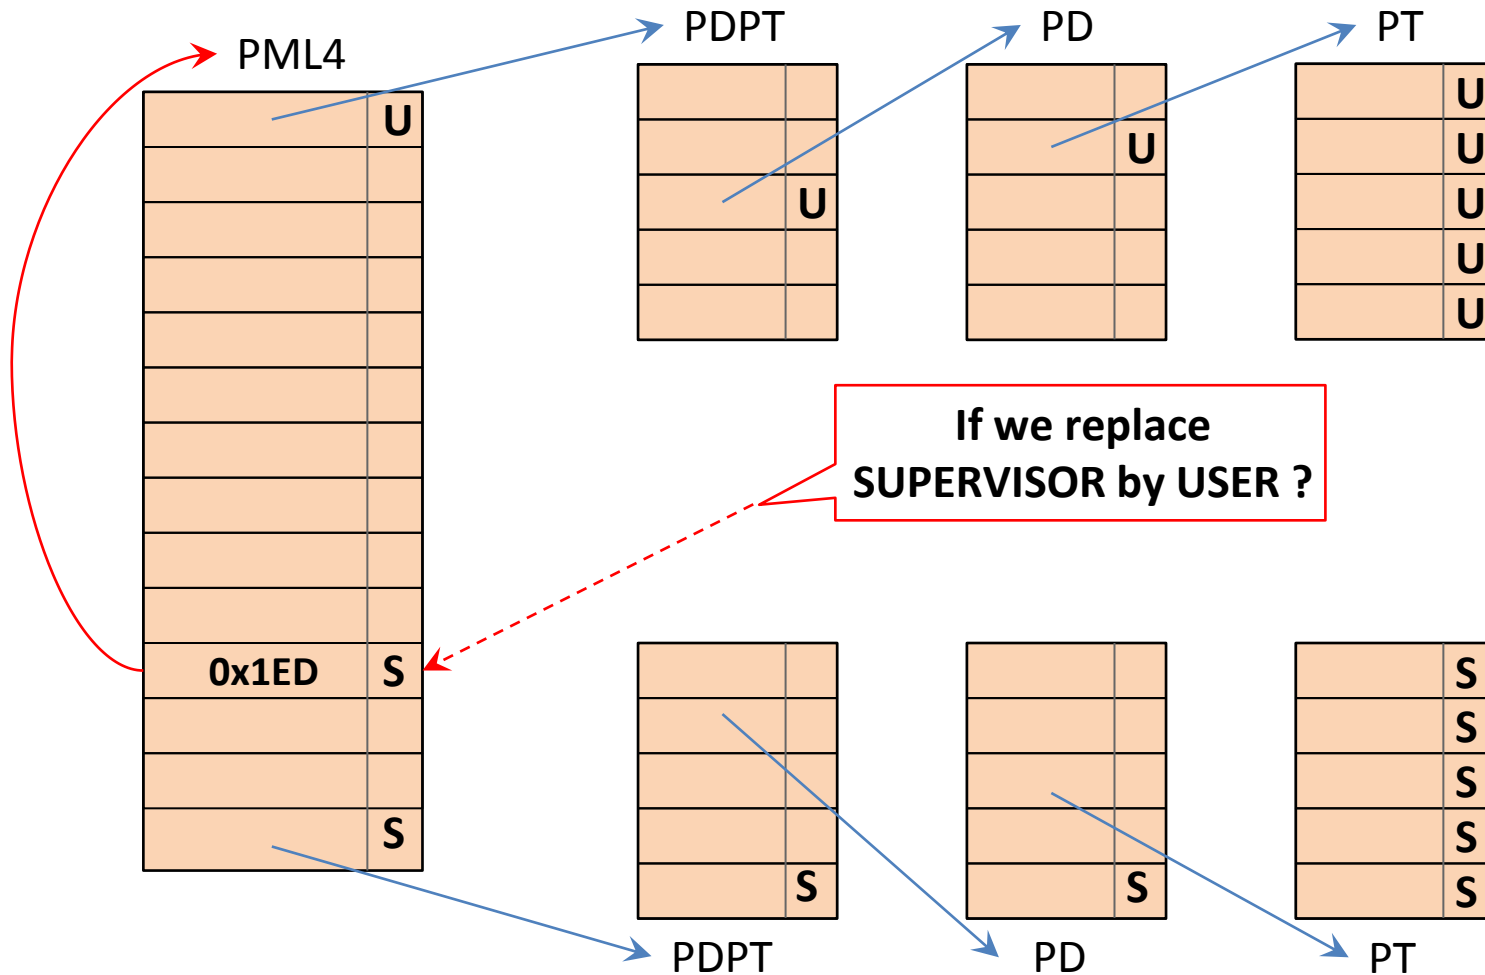 PML4
PDPT
PD
PT
U
U
U
U
U
U
U
U
If we replace
SUPERVISOR by USER ?
0x1ED S
S
S
S
S
S
S
S
S
PDPT
PD
PT